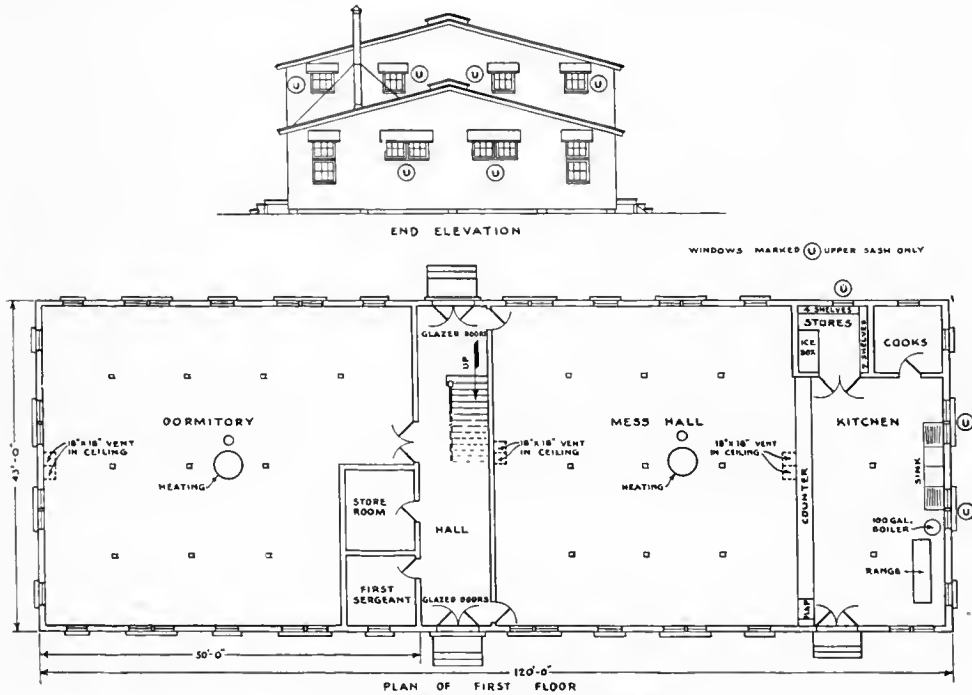 U
U
U
U
U
U
END ELEVATION
WINDOWS MARKED U UPPER SASH ONLY
U
4 SHELVES
GLAZED DOORS
STORES
ICE
BOX
2 SHELVES
COOKS
UP
DORMITORY
MESS HALL
KITCHEN
18"X18" VENT
IN CEILING
18"X18" VENT
IN CEILING
18"X18" VENT
IN CEILING
U
43'-0"
HEATING
HEATING
COUNTER
SINK
STORE
ROOM
HALL
100 GAL.
BOILER
U
RANGE
FIRST
SERGEANT
GLAZED DOORS
50'-0"
120'-0"
PLAN OF FIRST FLOOR